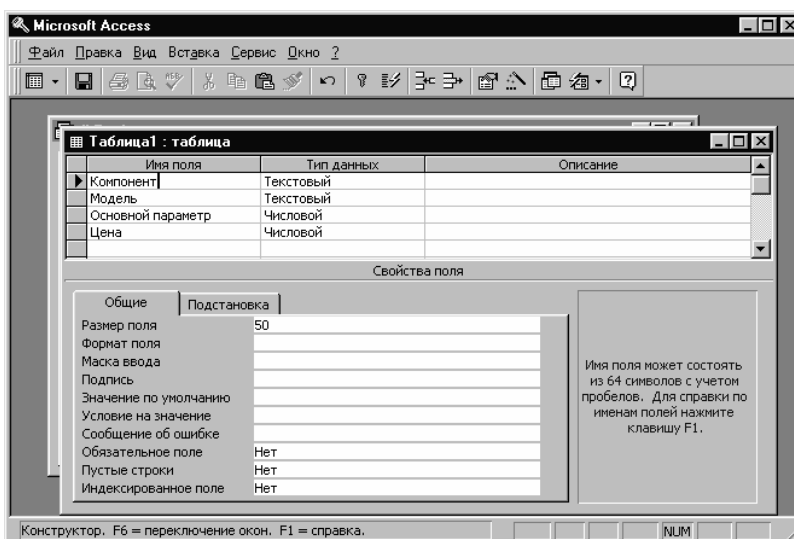 Microsoft Access
Файл Правка Вид Вставка Сервис Окно ?
Таблица1 : таблица
Имя поля Тип данных Описание
Компонент Текстовый
Модель Текстовый
Основной параметр Числовой
Цена Числовой
Свойства поля
Общие Подстановка
Размер поля 50
Формат поля
Маска ввода
Подпись
Значение по умолчанию
Условие на значение
Сообщение об ошибке
Обязательное поле Нет
Пустые строки Нет
Индексированное поле Нет
Имя поля может состоять
из 64 символов с учетом
пробелов. Для справки по
именам полей нажмите
клавишу F1.
Конструктор. F6 = переключение окон. F1 = справка. NUM